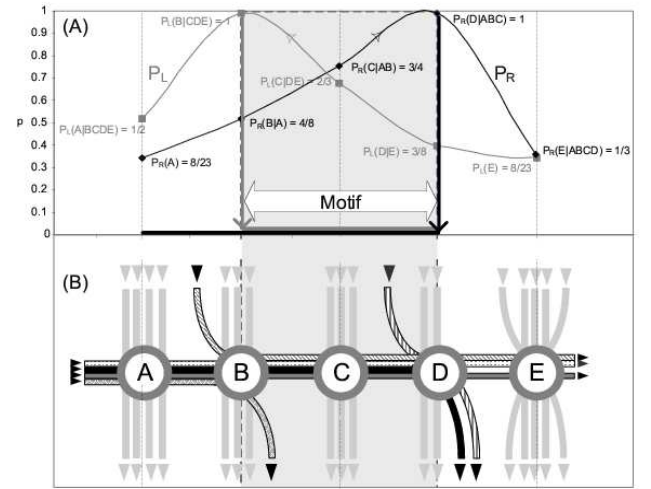 (A)
1
0.9
0.8
0.7
0.6
0.5
0.4
0.3
0.2
0.1
0
p
P_L(B|CDE) = 1
P_R(D|ABC) = 1
P_L
P_R
P_R(C|AB) = 3/4
P_L(C|DE) = 2/3
P_L(A|BCDE) = 1/2
P_R(B|A) = 4/8
P_L(D|E) = 3/8
P_R(A) = 8/23
P_R(E|ABCD) = 1/3
P_L(E) = 8/23
Motif
(B)
A B C D E